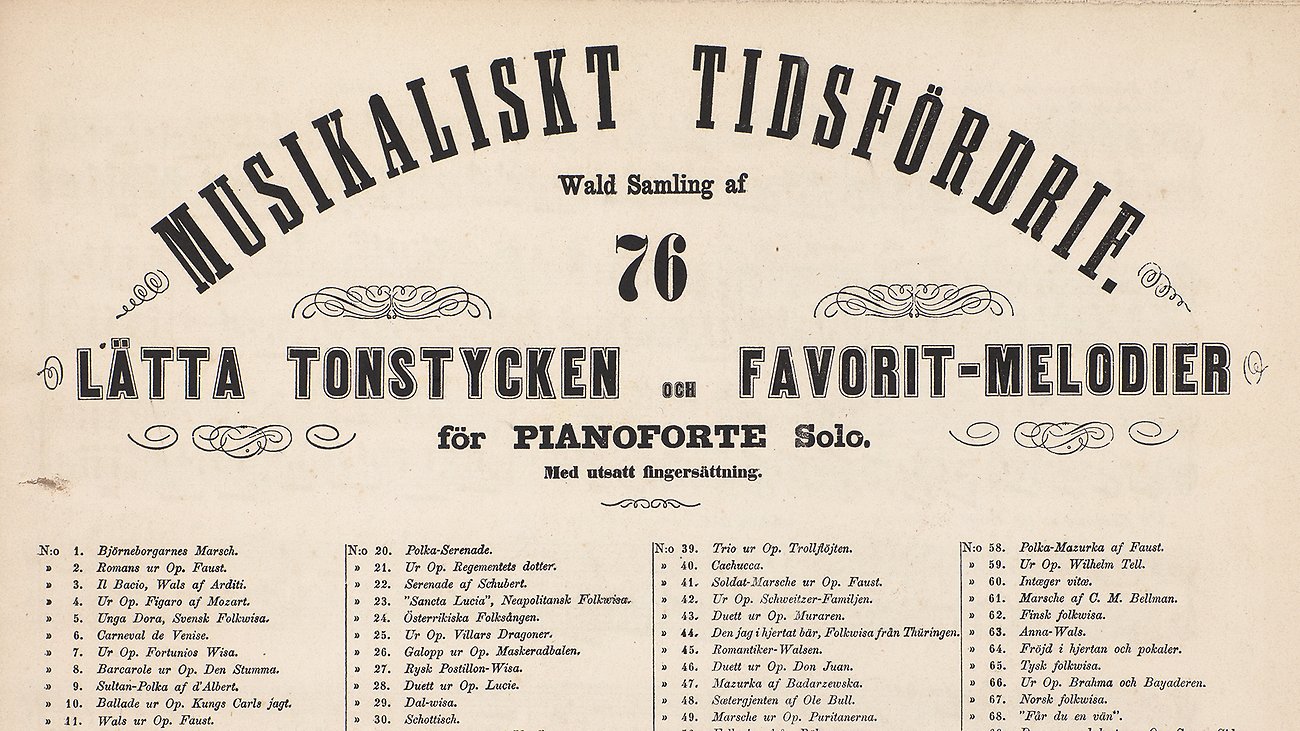 MUSIKALISKT TIDSFÖRDRIF.
Wald Samling af
76
LÄTTA TONSTYCKEN OCH FAVORIT-MELODIER
för PIANOFORTE Solo.
Med utsatt fingersättning.
N:o 1. Björneborgarnes Marsch.
» 2. Romans ur Op. Faust.
» 3. Il Bacio, Wals af Arditi.
» 4. Ur Op. Figaro af Mozart.
» 5. Unga Dora, Svensk Folkwisa.
» 6. Carneval de Venise.
» 7. Ur Op. Fortunios Wisa.
» 8. Barcarole ur Op. Den Stumma.
» 9. Sultan-Polka af d'Albert.
» 10. Ballade ur Op. Kungs Carls jagt.
» 11. Wals ur Op. Faust.
N:o 20. Polka-Serenade.
» 21. Ur Op. Regementets dotter.
» 22. Serenade af Schubert.
» 23. "Sancta Lucia", Neapolitansk Folkwisa.
» 24. Österrikiska Folksången.
» 25. Ur Op. Villars Dragoner.
» 26. Galopp ur Op. Maskeradbalen.
» 27. Rysk Postillon-Wisa.
» 28. Duett ur Op. Lucie.
» 29. Dal-wisa.
» 30. Schottisch.
N:o 39. Trio ur Op. Trollflöjten.
» 40. Cachucca.
» 41. Soldat-Marsche ur Op. Faust.
» 42. Ur Op. Schweitzer-Familjen.
» 43. Duett ur Op. Muraren.
» 44. Den jag i hjertat bär, Folkwisa från Thüringen.
» 45. Romantiker-Walsen.
» 46. Duett ur Op. Don Juan.
» 47. Mazurka af Badarzewska.
» 48. Sætergjenten af Ole Bull.
» 49. Marsche ur Op. Puritanerna.
N:o 58. Polka-Mazurka af Faust.
» 59. Ur Op. Wilhelm Tell.
» 60. Intæger vitæ.
» 61. Marsche af C. M. Bellman.
» 62. Finsk folkwisa.
» 63. Anna-Wals.
» 64. Fröjd i hjertan och pokaler.
» 65. Tysk folkwisa.
» 66. Ur Op. Brahma och Bayaderen.
» 67. Norsk folkwisa.
» 68. "Får du en vän".